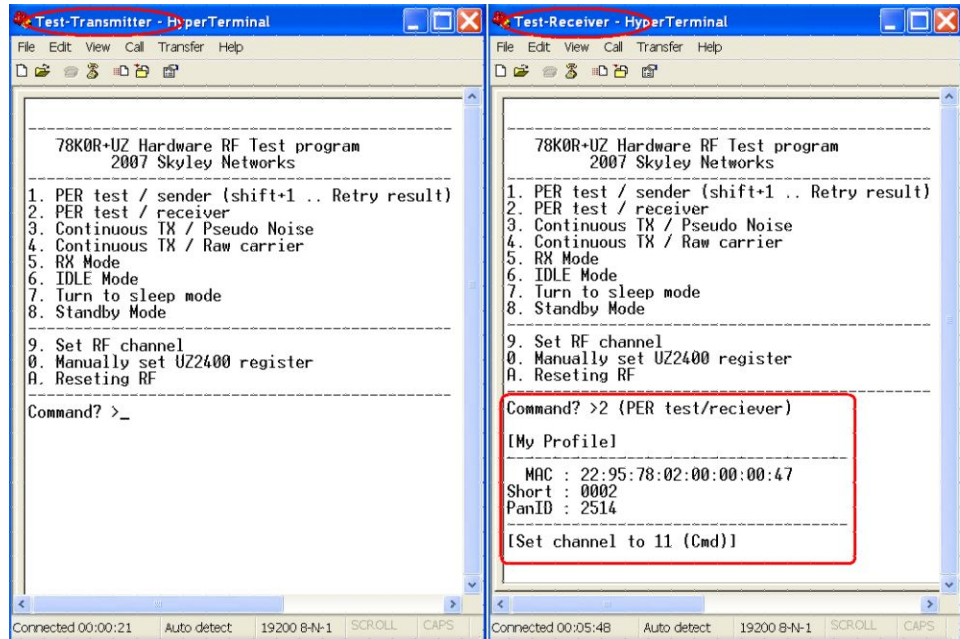 Test-Transmitter - HyperTerminal
File Edit View Call Transfer Help
78K0R+UZ Hardware RF Test program
2007 Skyley Networks
1. PER test / sender (shift+1 .. Retry result)
2. PER test / receiver
3. Continuous TX / Pseudo Noise
4. Continuous TX / Raw carrier
5. RX Mode
6. IDLE Mode
7. Turn to sleep mode
8. Standby Mode
9. Set RF channel
0. Manually set UZ2400 register
A. Reseting RF
Command? >_
Connected 00:00:21 Auto detect 19200 8-N-1 SCROLL CAPS
Test-Receiver - HyperTerminal
File Edit View Call Transfer Help
78K0R+UZ Hardware RF Test program
2007 Skyley Networks
1. PER test / sender (shift+1 .. Retry result)
2. PER test / receiver
3. Continuous TX / Pseudo Noise
4. Continuous TX / Raw carrier
5. RX Mode
6. IDLE Mode
7. Turn to sleep mode
8. Standby Mode
9. Set RF channel
0. Manually set UZ2400 register
A. Reseting RF
Command? >2 (PER test/reciever)
[My Profile]
MAC : 22:95:78:02:00:00:00:47
Short : 0002
PanID : 2514
[Set channel to 11 (Cmd)]
Connected 00:05:48 Auto detect 19200 8-N-1 SCROLL CAPS